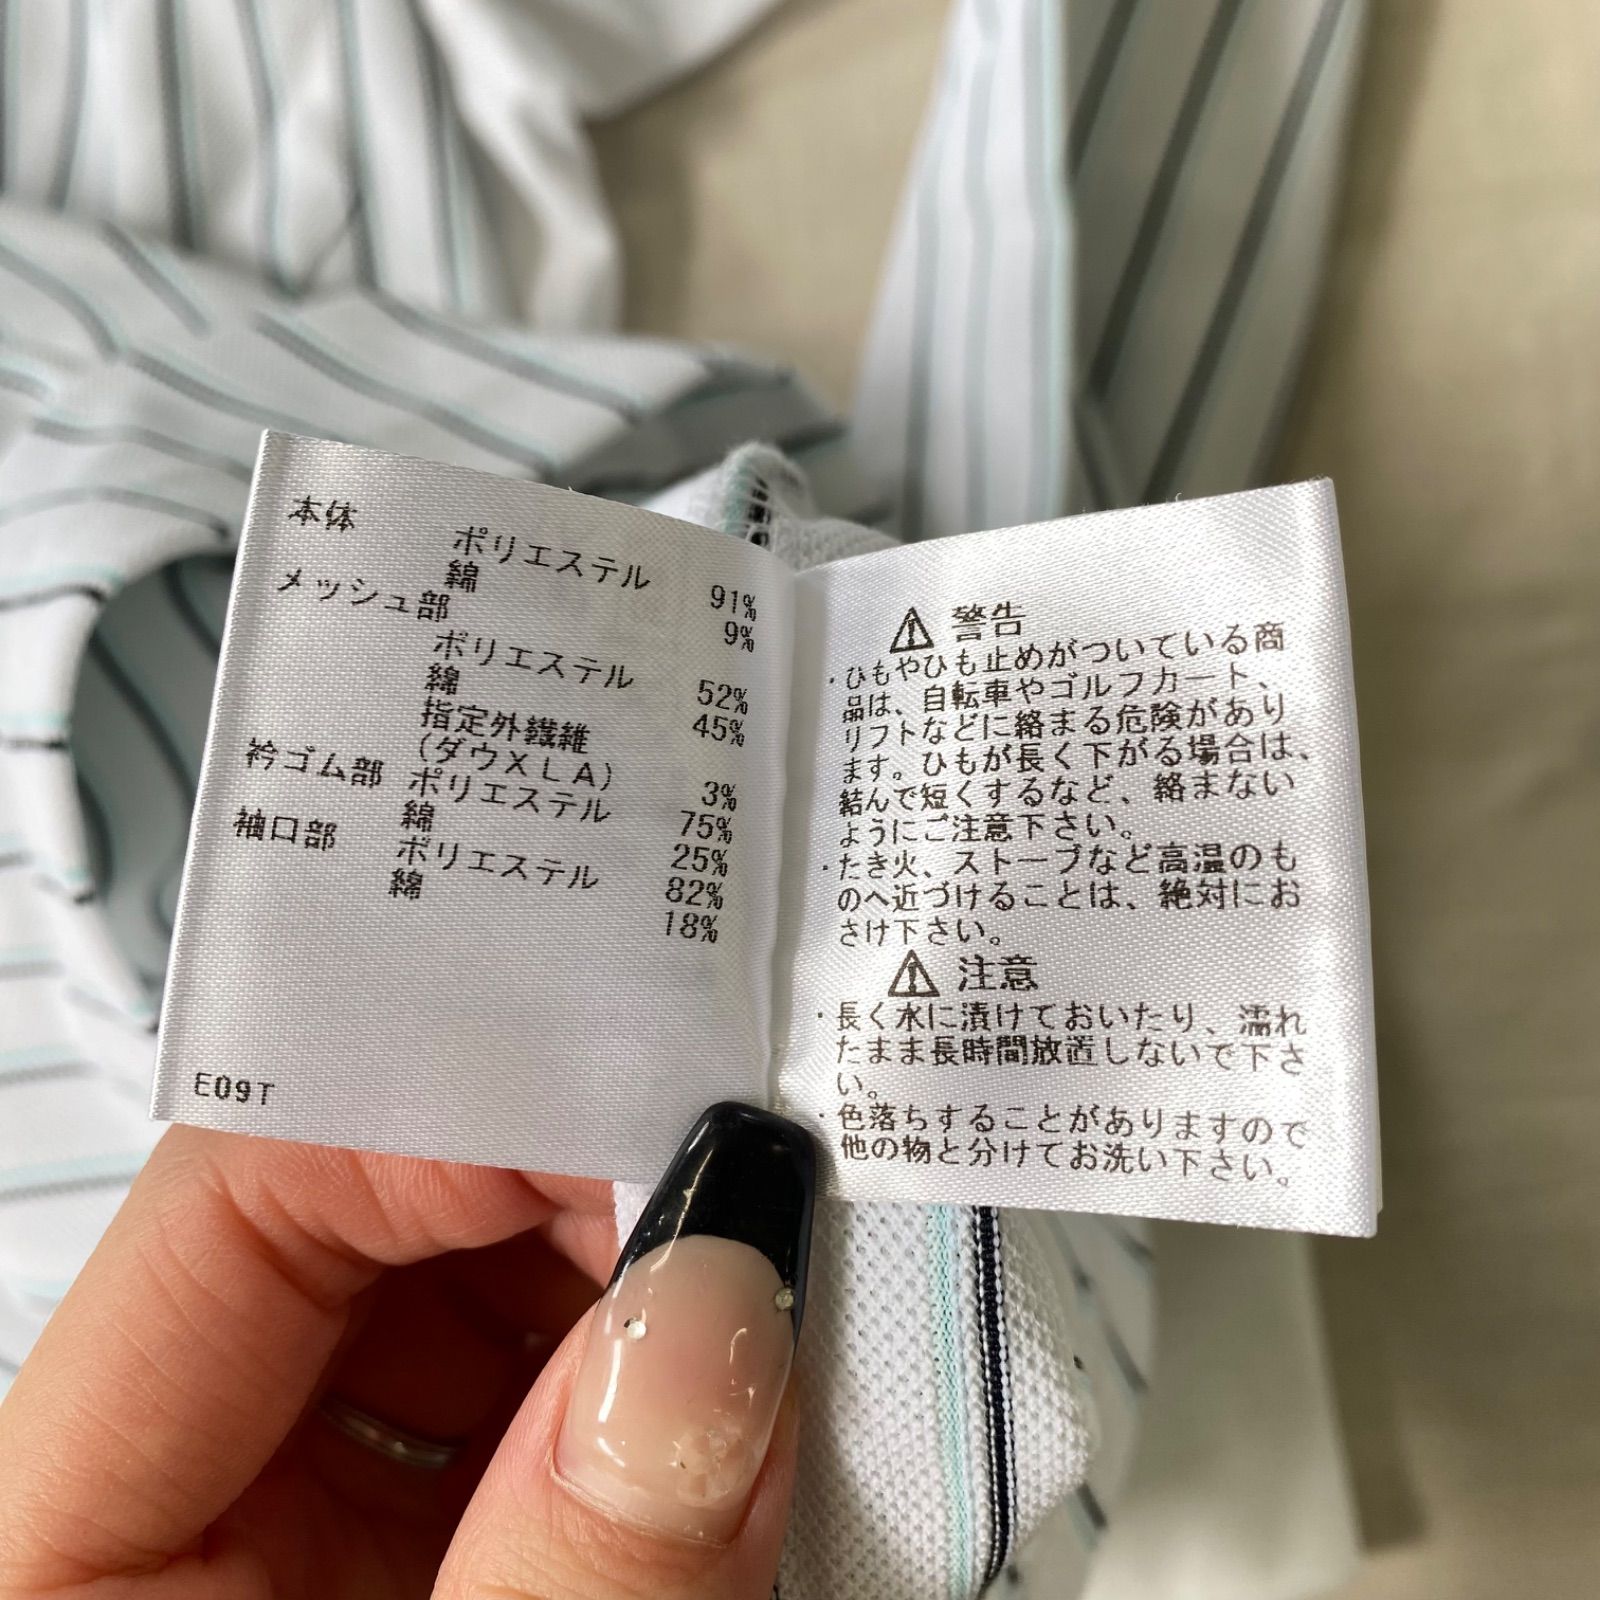 本体
ポリエステル 91%
綿 9%
メッシュ部
ポリエステル 52%
綿 45%
指定外繊維
(ダウXLA) 3%
衿ゴム部 ポリエステル 75%
綿 25%
袖口部 ポリエステル 82%
綿 18%
E09T
警告
・ひもやひも止めがついている商
品は、自転車やゴルフカート、
リフトなどに絡まる危険があり
ます。ひもが長く下がる場合は、
結んで短くするなど、絡まない
ようにご注意下さい。
・たき火、ストーブなど高温のも
のへ近づけることは、絶対にお
さけ下さい。
注意
・長く水に漬けておいたり、濡れ
たまま長時間放置しないで下さ
い。
・色落ちすることがありますので
他の物と分けてお洗い下さい。